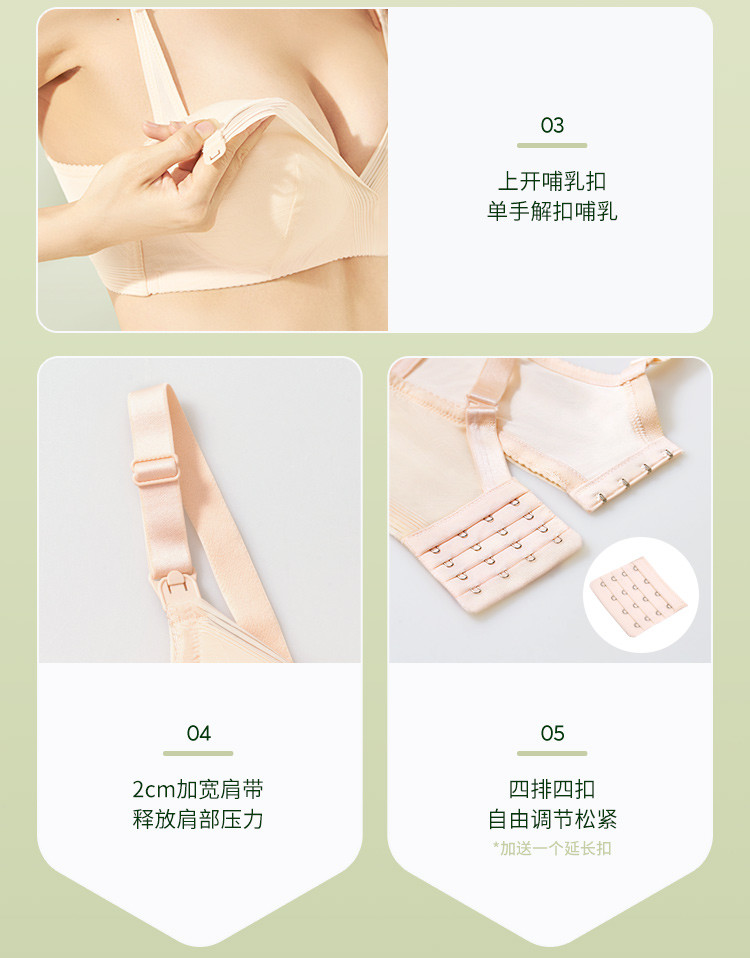 03
上开哺乳扣
单手解扣哺乳
04
2cm加宽肩带
释放肩部压力
05
四排四扣
自由调节松紧
*加送一个延长扣